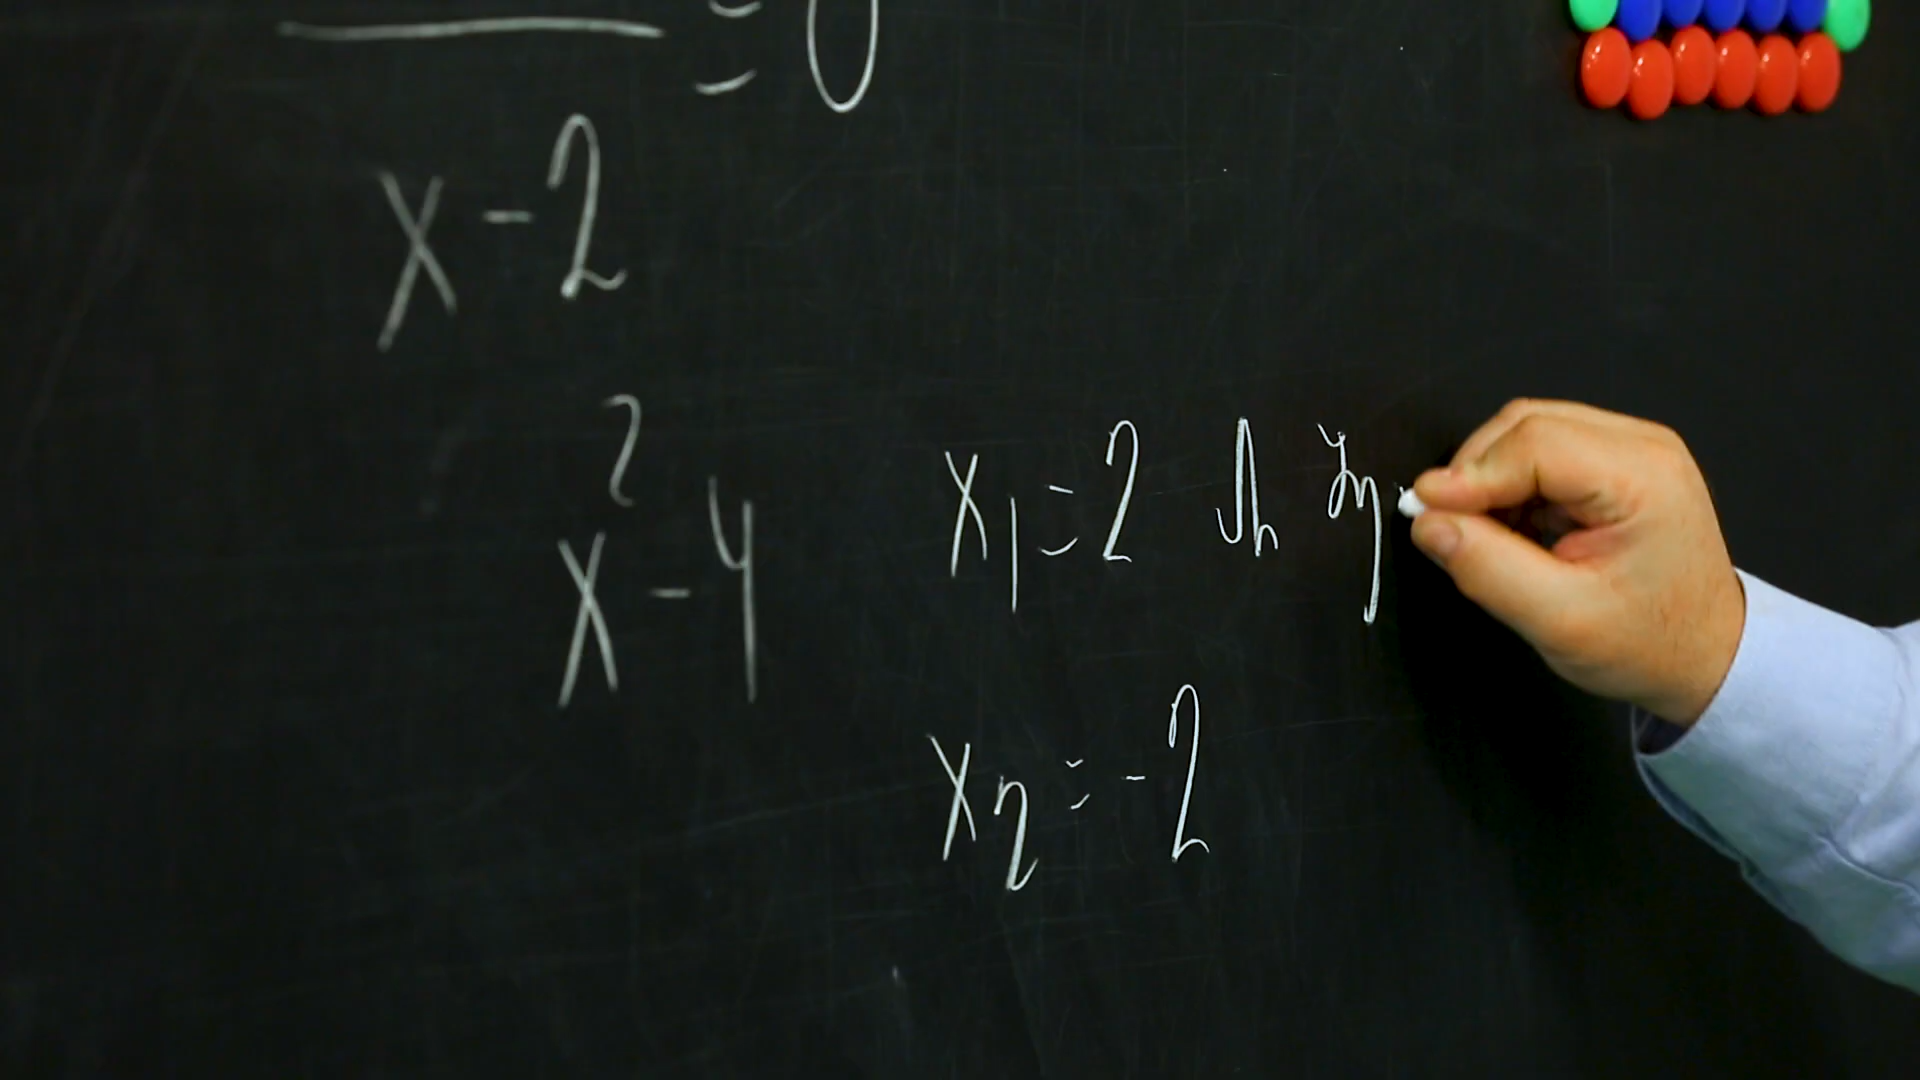 = 0
x - 2
x² - 4
x₁ = 2
x₂ = -2